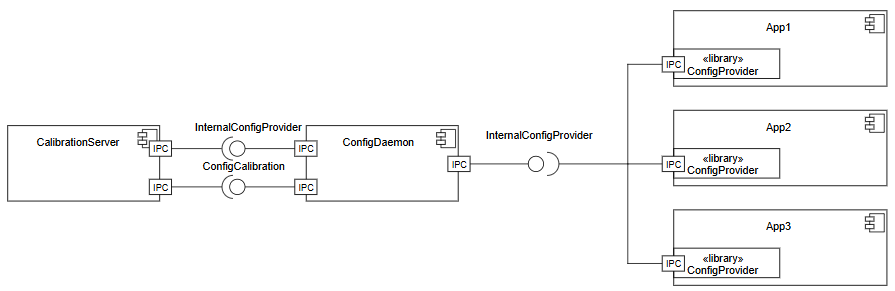 App1
«library»
IPC
ConfigProvider
InternalConfigProvider
CalibrationServer
IPC
IPC
ConfigDaemon
InternalConfigProvider
App2
«library»
ConfigProvider
IPC
IPC
ConfigCalibration
IPC
IPC
App3
«library»
IPC
ConfigProvider